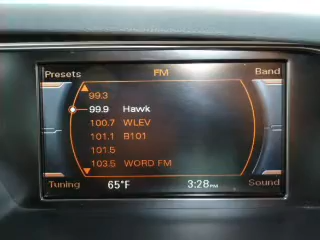 Presets FM Band
99.3
99.9 Hawk
100.7 WLEV
101.1 B101
101.5
103.5 WORD FM
Tuning 65°F 3:28PM Sound